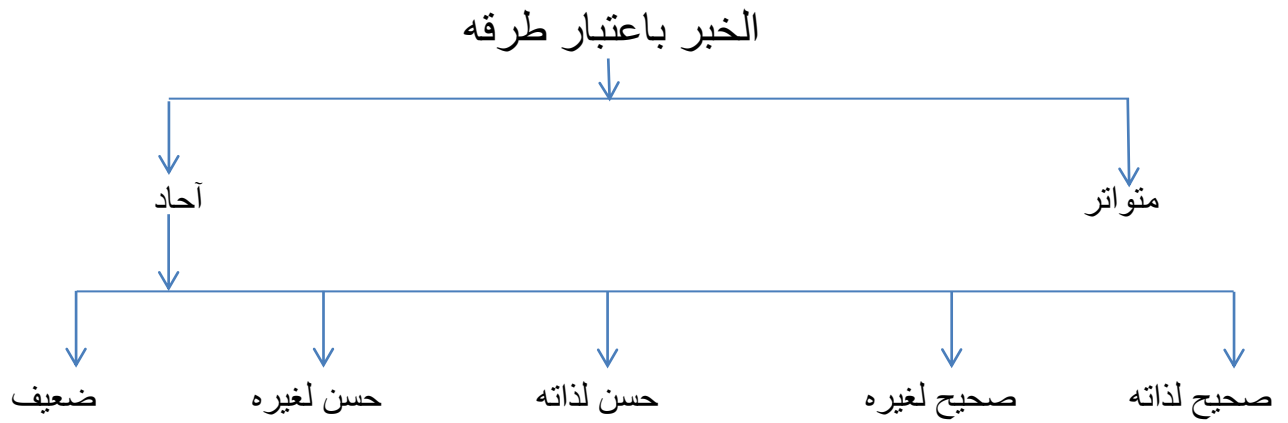 الخبر باعتبار طرقه
متواتر
آحاد
صحيح لذاته
صحيح لغيره
حسن لذاته
حسن لغيره
ضعيف